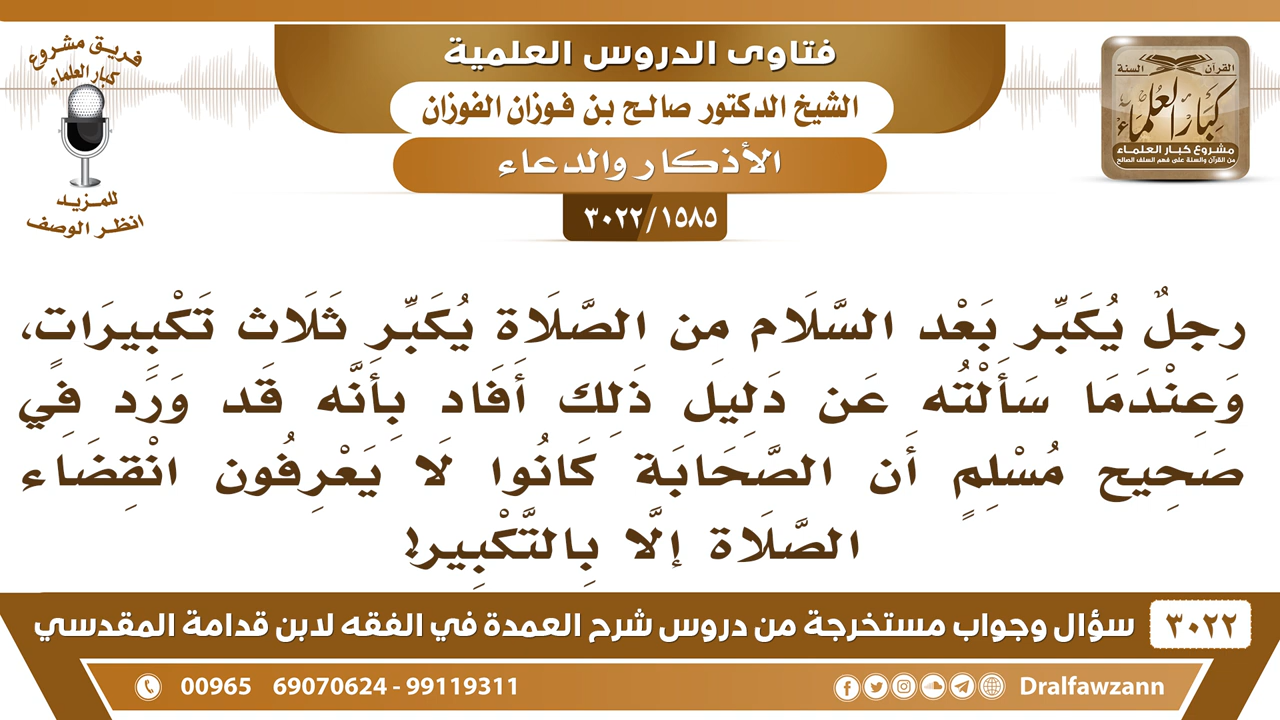 فتاوى الدروس العلمية
الشيخ الدكتور صالح بن فوزان الفوزان
الأذكار والدعاء
١٥٨٥/٣٠٢٢
فريق مشروع
كبار العلماء
للمزيد
انظر الوصف
القرآن السنة
كبار العلماء
مشروع كبار العلماء
من القرآن والسنة على فهم السلف الصالح
رجلٌ يُكَبِّر بَعْد السَّلَام من الصَّلَاة يُكَبِّر ثَلَاث تَكْبِيرَات،
وَعِنْدَمَا سَأَلْتُه عَن دَلِيلِ ذَلِك أَفَاد بِأَنَّه قَد وَرَد فِي
صَحِيح مُسْلِمٍ أَن الصَّحَابَة كَانُوا لَا يَعْرِفُون انْقِضَاء
الصَّلَاة إلَّا بِالتَّكْبِير!
٣٠٢٢ سؤال وجواب مستخرجة من دروس شرح العمدة في الفقه لابن قدامة المقدسي
00965 69070624 - 99119311
Dralfawzann